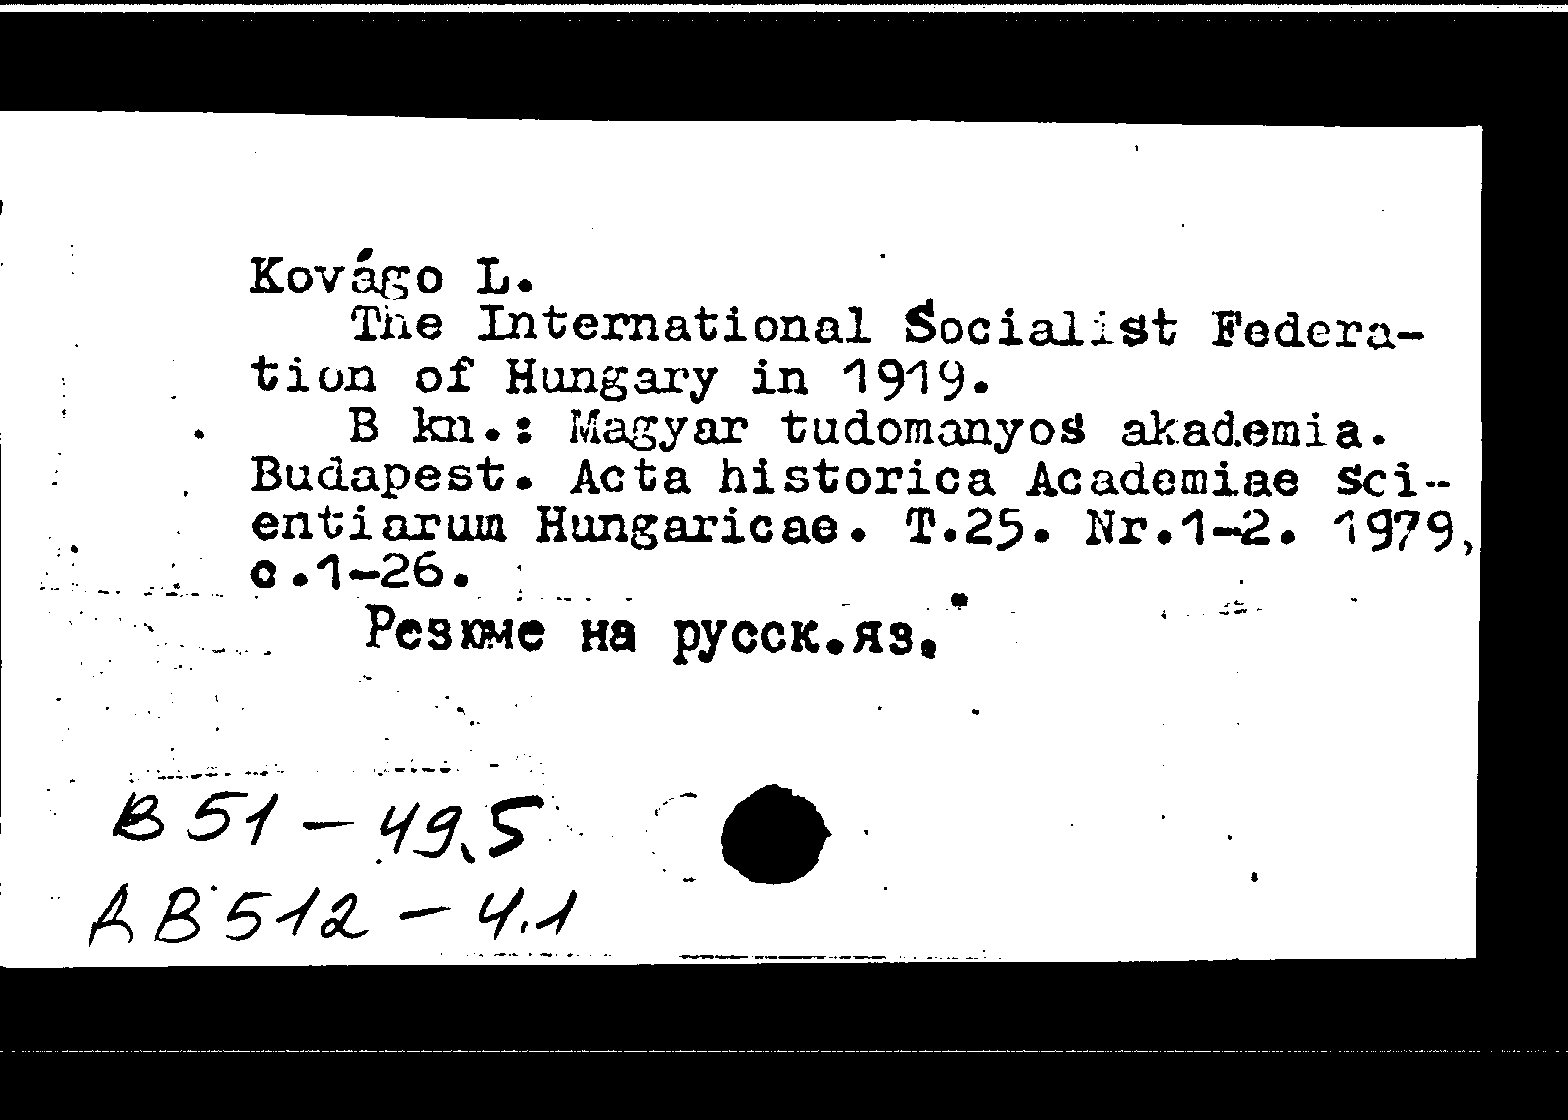 Kovágo L.
The International Socialist Federa-
tion of Hungary in 1919.
B kn.: Magyar tudomanyos akademia.
Budapest. Acta historica Academiae sci-
entiarum Hungaricae. T.25. Nr.1-2. 1979,
c.1-26.
Резюме на русск.яз.
B 51 - 49.5
AB 512 - 4.1